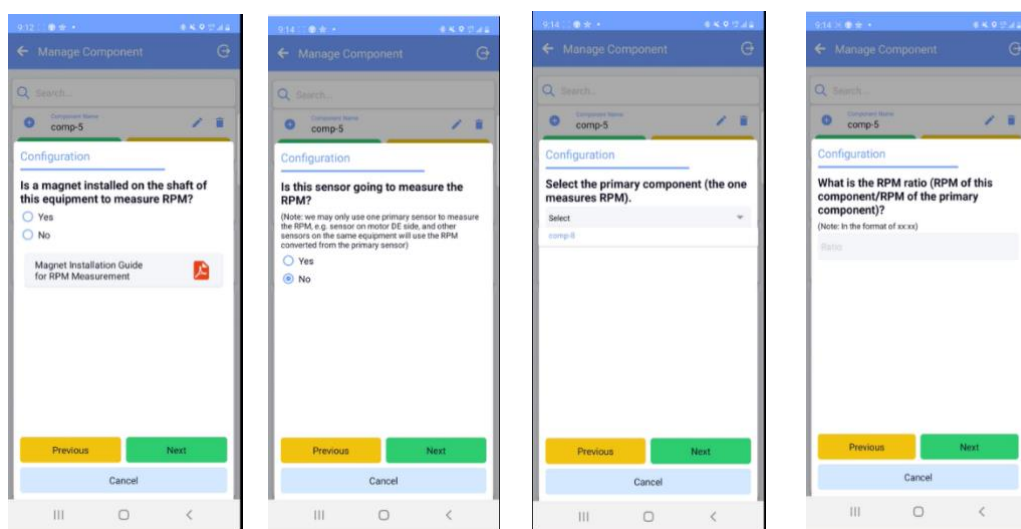 9:12
Manage Component
Search...
Component Name
comp-5
Configuration
Is a magnet installed on the shaft of
this equipment to measure RPM?
Yes
No
Magnet Installation Guide
for RPM Measurement
Previous
Next
Cancel
9:14
Manage Component
Search...
Component Name
comp-5
Configuration
Is this sensor going to measure the
RPM?
(Note: we may only use one primary sensor to measure
the RPM, e.g. sensor on motor DE side, and other
sensors on the same equipment will use the RPM
converted from the primary sensor)
Yes
No
Previous
Next
Cancel
9:14
Manage Component
Search...
Component Name
comp-5
Configuration
Select the primary component (the one
measures RPM).
Select
comp-8
Previous
Next
Cancel
9:14
Manage Component
Search...
Component Name
comp-5
Configuration
What is the RPM ratio (RPM of this
component/RPM of the primary
component)?
(Note: In the format of xx:xx)
Ratio
Previous
Next
Cancel